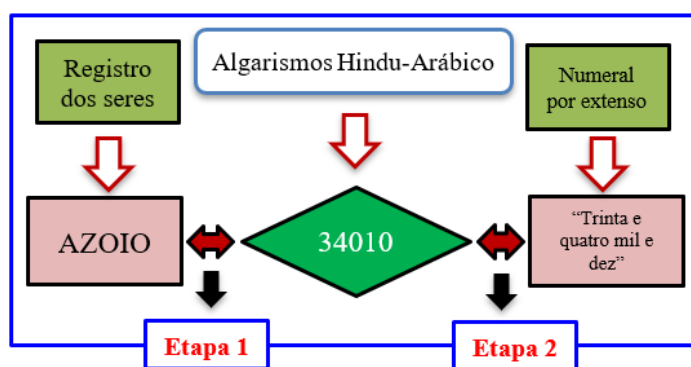 Registro
dos seres
Algarismos Hindu-Arábico
Numeral
por extenso
AZOIO
34010
“Trinta e
quatro mil e
dez”
Etapa 1
Etapa 2